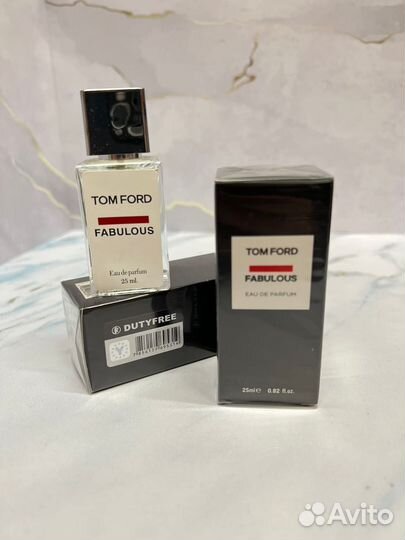 TOM FORD
FABULOUS
Eau de parfum
25 ml.
TOM FORD
FABULOUS
EAU DE PARFUM
25ml℮ 0.82 fl.oz.
® DUTYFREE
Avito